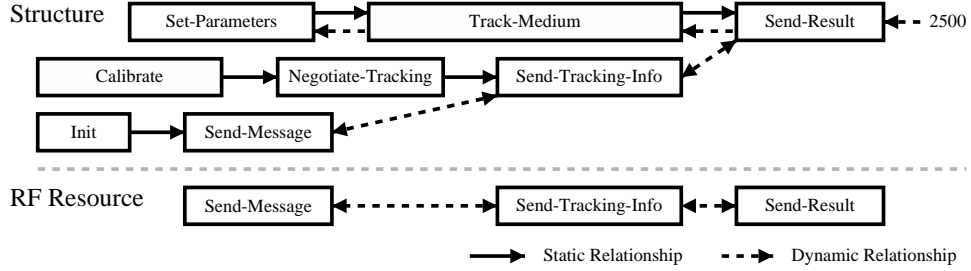 Structure
Set-Parameters Track-Medium Send-Result 2500
Calibrate Negotiate-Tracking Send-Tracking-Info
Init Send-Message
RF Resource
Send-Message Send-Tracking-Info Send-Result
Static Relationship Dynamic Relationship